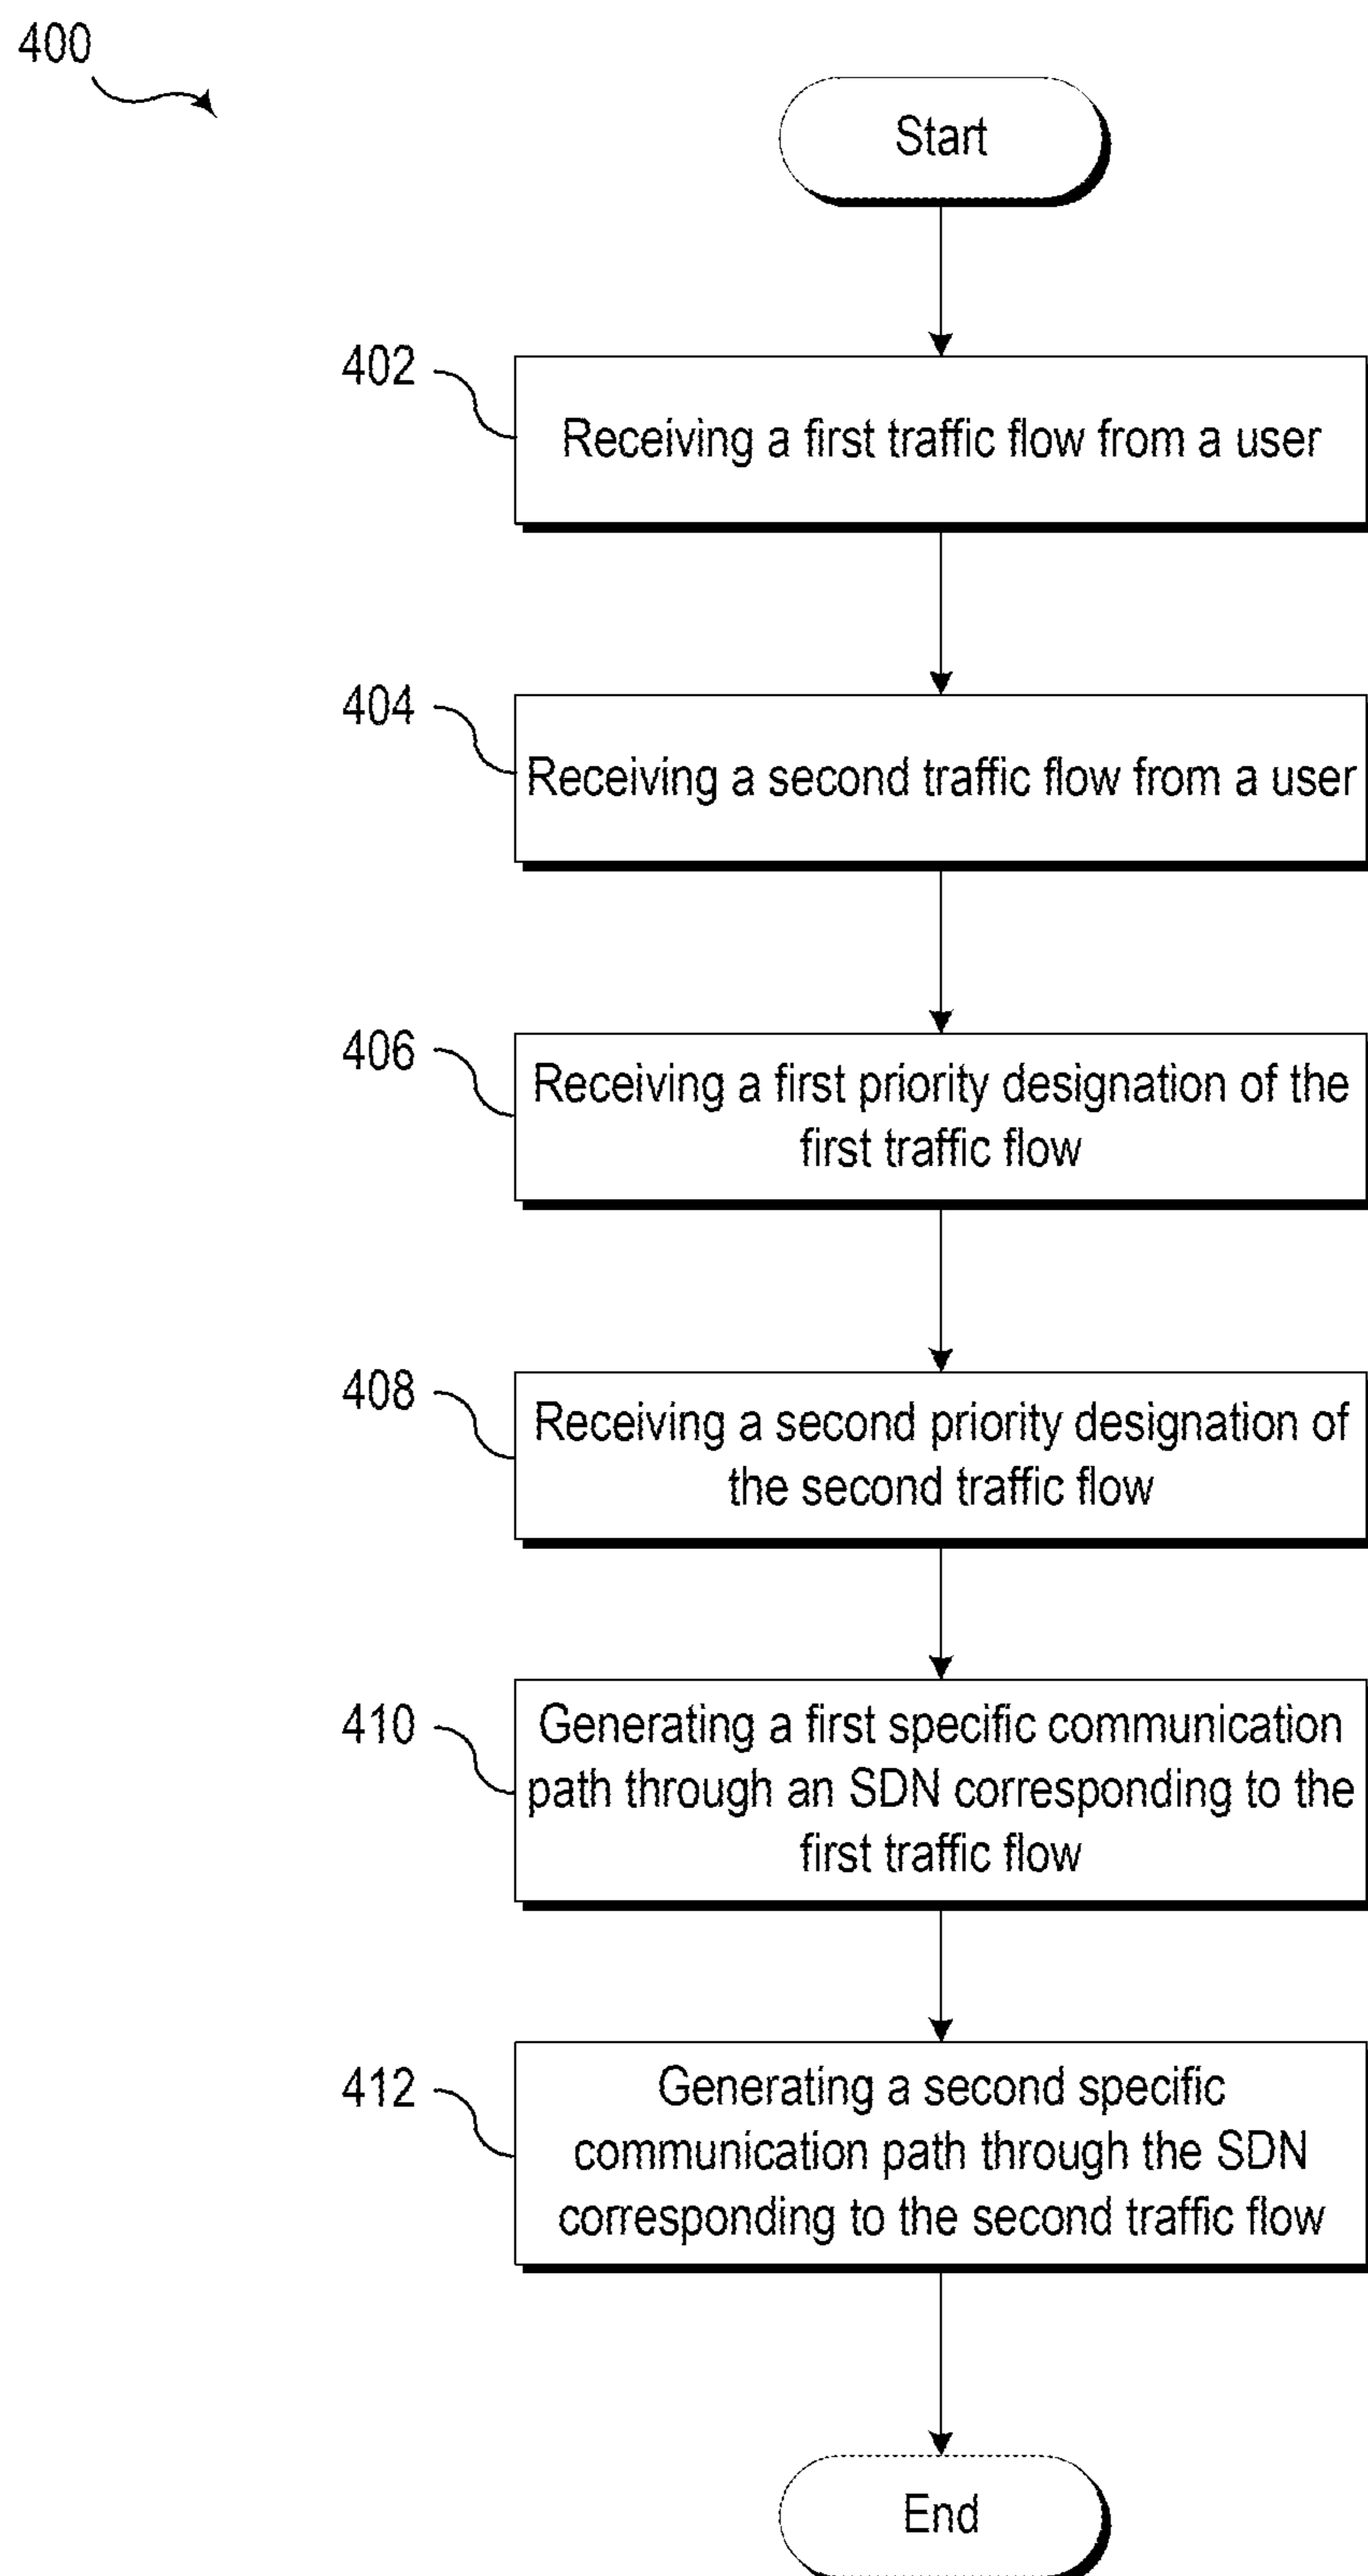 400
Start
402
Receiving a first traffic flow from a user
404
Receiving a second traffic flow from a user
406
Receiving a first priority designation of the
first traffic flow
408
Receiving a second priority designation of
the second traffic flow
410
Generating a first specific communication
path through an SDN corresponding to the
first traffic flow
412
Generating a second specific
communication path through the SDN
corresponding to the second traffic flow
End